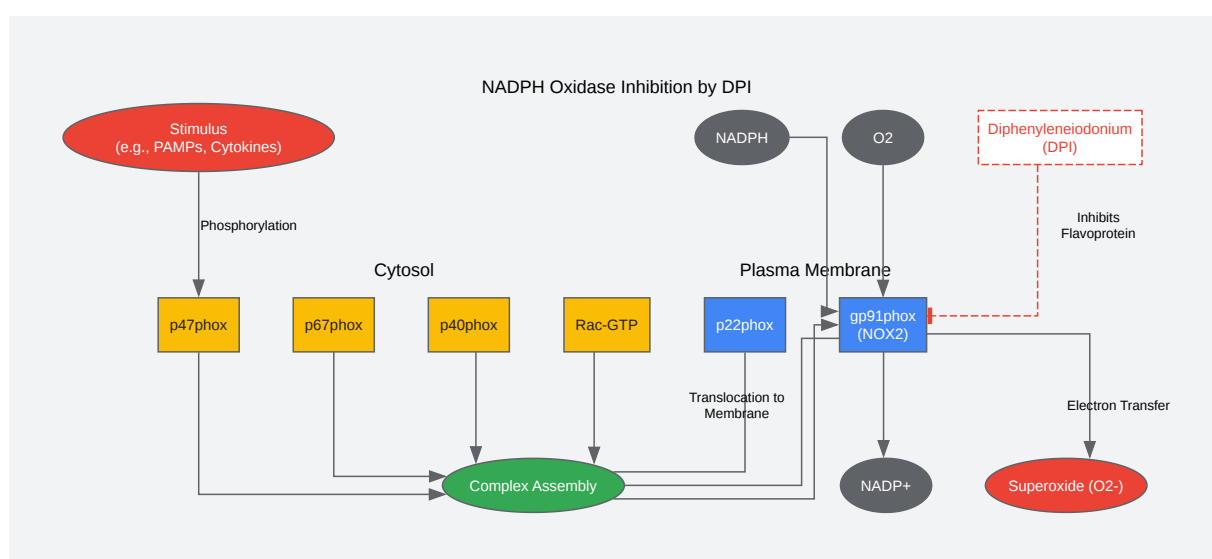 NADPH Oxidase Inhibition by DPI
Stimulus
(e.g., PAMPs, Cytokines)
NADPH
O2
Diphenyleneiodonium
(DPI)
Phosphorylation
Inhibits
Flavoprotein
Cytosol
Plasma Membrane
p47phox
p67phox
p40phox
Rac-GTP
p22phox
gp91phox
(NOX2)
Translocation to
Membrane
Electron Transfer
Complex Assembly
NADP+
Superoxide (O2-)